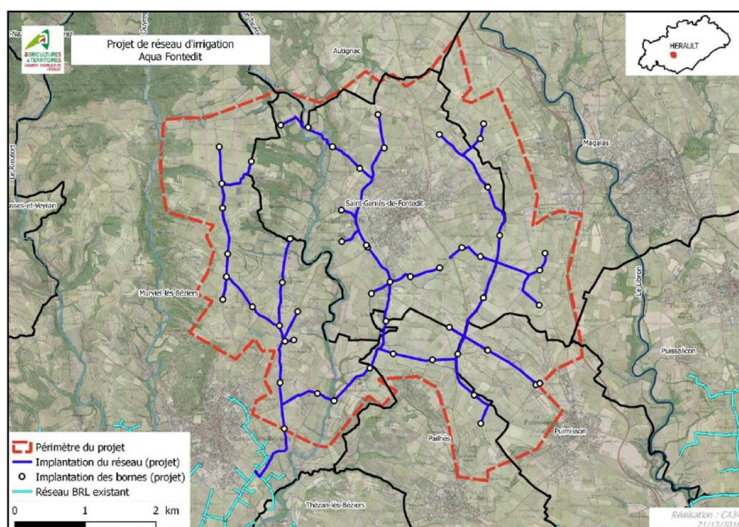 AGRICULTURES
& TERRITOIRES
Projet de réseau d'irrigation
Aqua Fontedit
Autignac
HERAULT
Magalas
Saint-Geniès-de-Fontedit
Murviel-lès-Béziers
Le Libron
Puissalicon
Puimisson
Pailhès
Thézan-lès-Béziers
Périmètre du projet
Implantation du réseau (projet)
Implantation des bornes (projet)
Réseau BRL existant
0 1 2 km
Réalisation : CA34